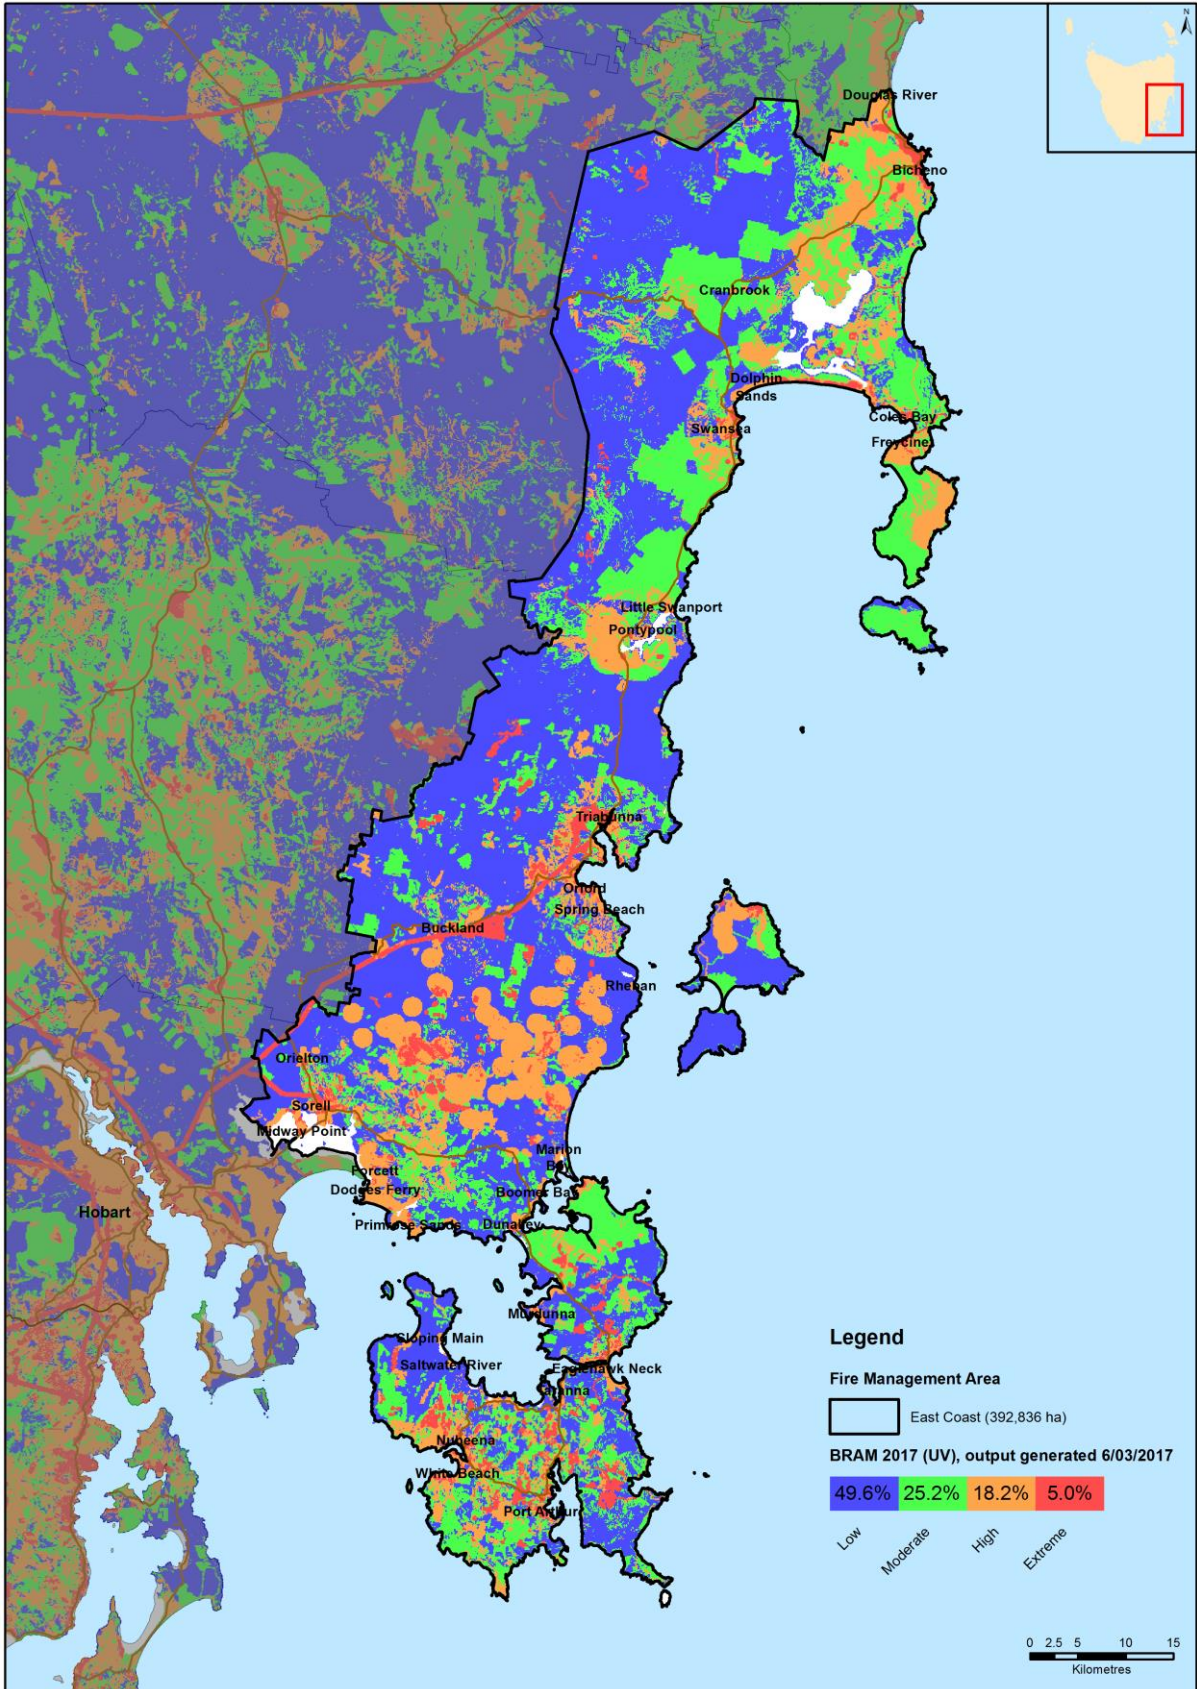 N
Douglas River
Bicheno
Cranbrook
Dolphin
Sands
Coles Bay
Swansea
Freycinet
Little Swanport
Pontypool
Triabunna
Orford
Spring Beach
Buckland
Rheban
Orielton
Sorell
Midway Point
Marion
Bay
Forcett
Dodges Ferry
Boomer Bay
Hobart
Primrose Sands
Dunalley
Murdunna
Sloping Main
Saltwater River
Eaglehawk Neck
Taranna
Nubeena
White Beach
Port Arthur
Legend
Fire Management Area
East Coast (392,836 ha)
BRAM 2017 (UV), output generated 6/03/2017
49.6% 25.2% 18.2% 5.0%
Low Moderate High Extreme
0 2.5 5 10 15
Kilometres